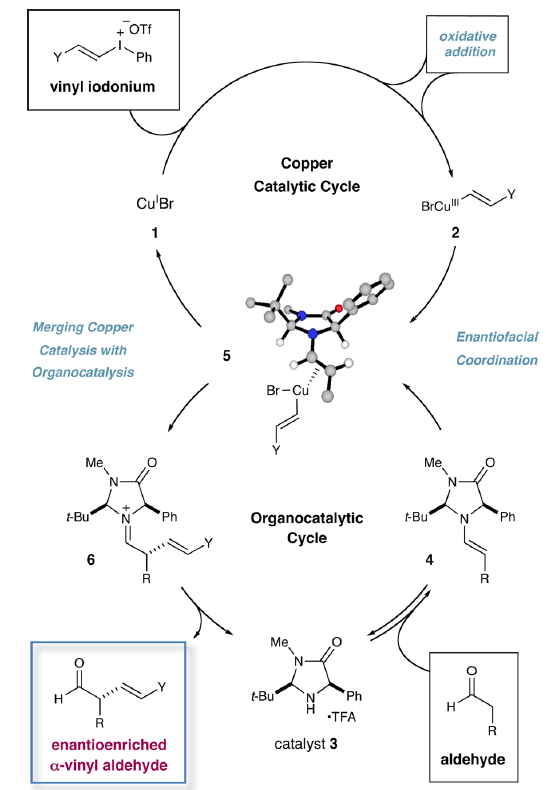 + −OTf
Y I Ph
vinyl iodonium
oxidative
addition
Copper
Catalytic Cycle
CuIBr
1
BrCuIII Y
2
Merging Copper
Catalysis with
Organocatalysis
5
Br Cu
Y
Enantiofacial
Coordination
Me N O
t-Bu N + Ph
R Y
6
Organocatalytic
Cycle
Me N O
t-Bu N Ph
R
4
O
H R Y
enantioenriched
α-vinyl aldehyde
Me N O
t-Bu N H Ph
•TFA
catalyst 3
O
H R
aldehyde